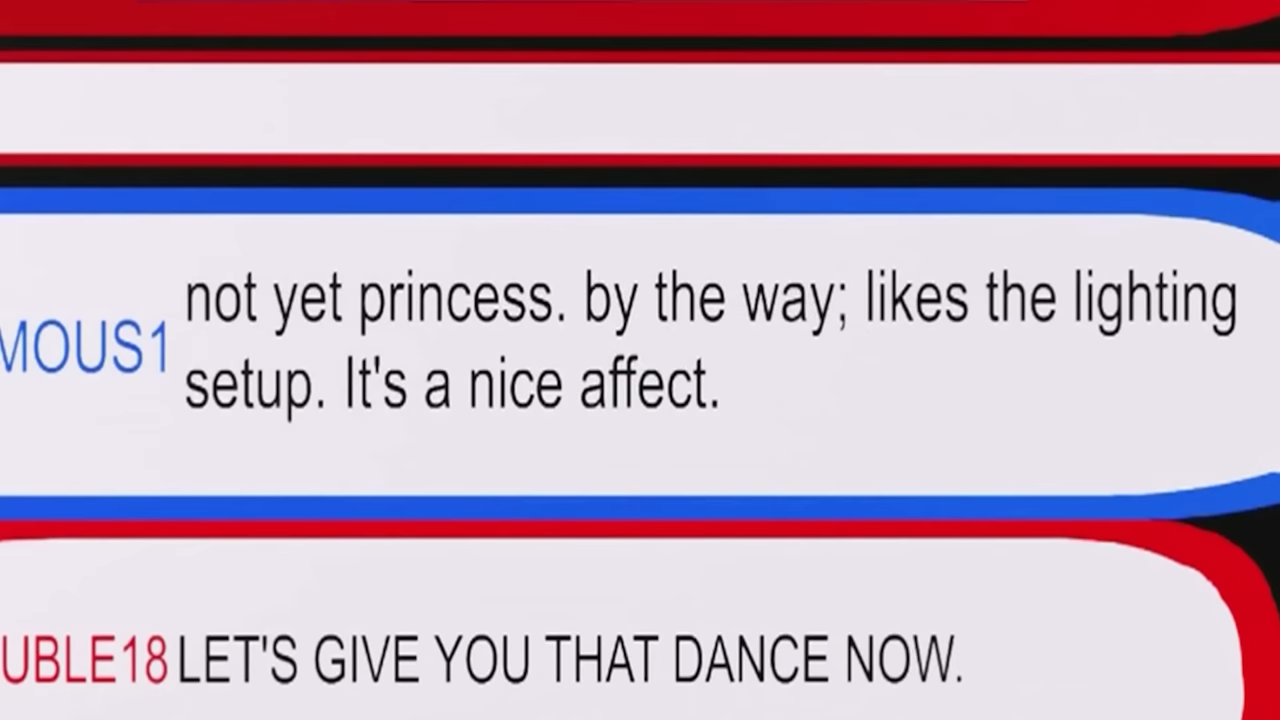 not yet princess. by the way; likes the lighting
MOUS1
setup. It's a nice affect.
UBLE18 LET'S GIVE YOU THAT DANCE NOW.